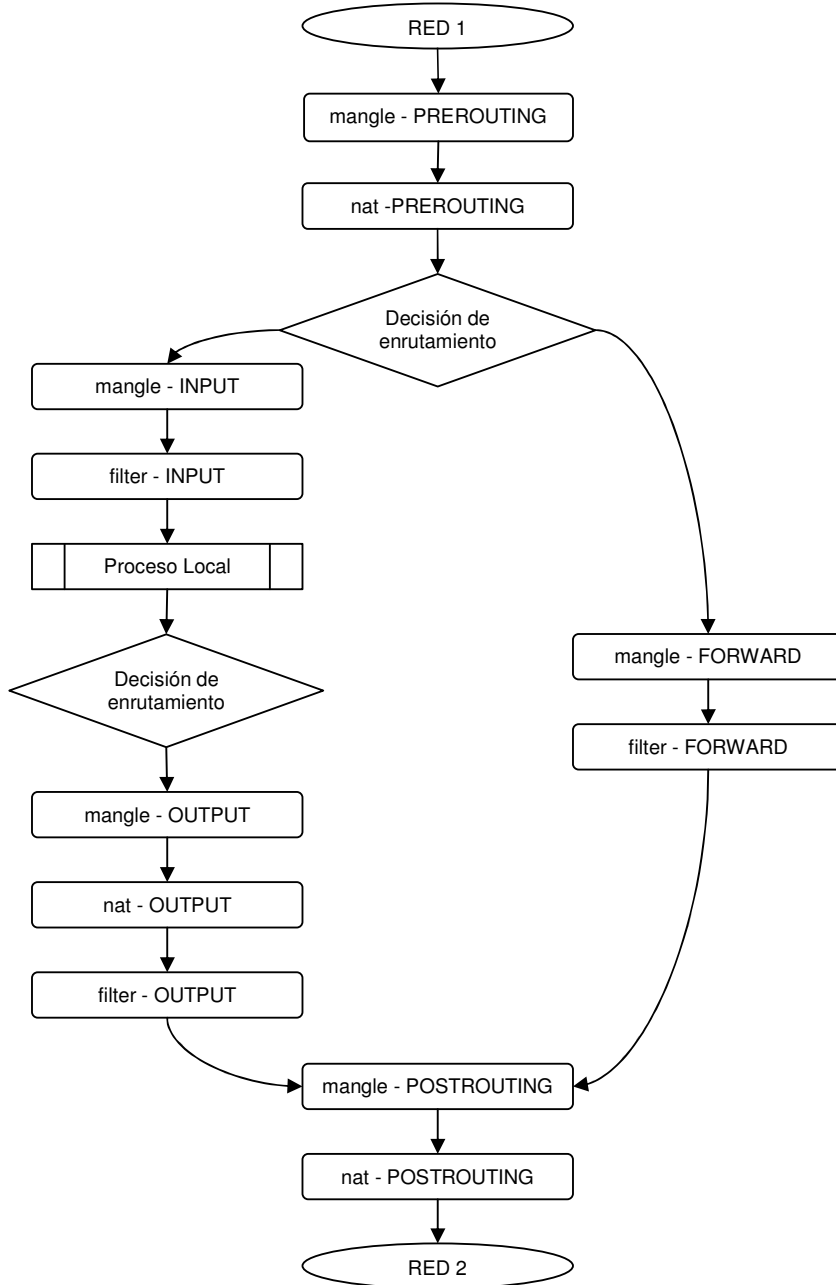 RED 1
mangle - PREROUTING
nat -PREROUTING
Decisión de
enrutamiento
mangle - INPUT
filter - INPUT
Proceso Local
Decisión de
enrutamiento
mangle - OUTPUT
nat - OUTPUT
filter - OUTPUT
mangle - FORWARD
filter - FORWARD
mangle - POSTROUTING
nat - POSTROUTING
RED 2